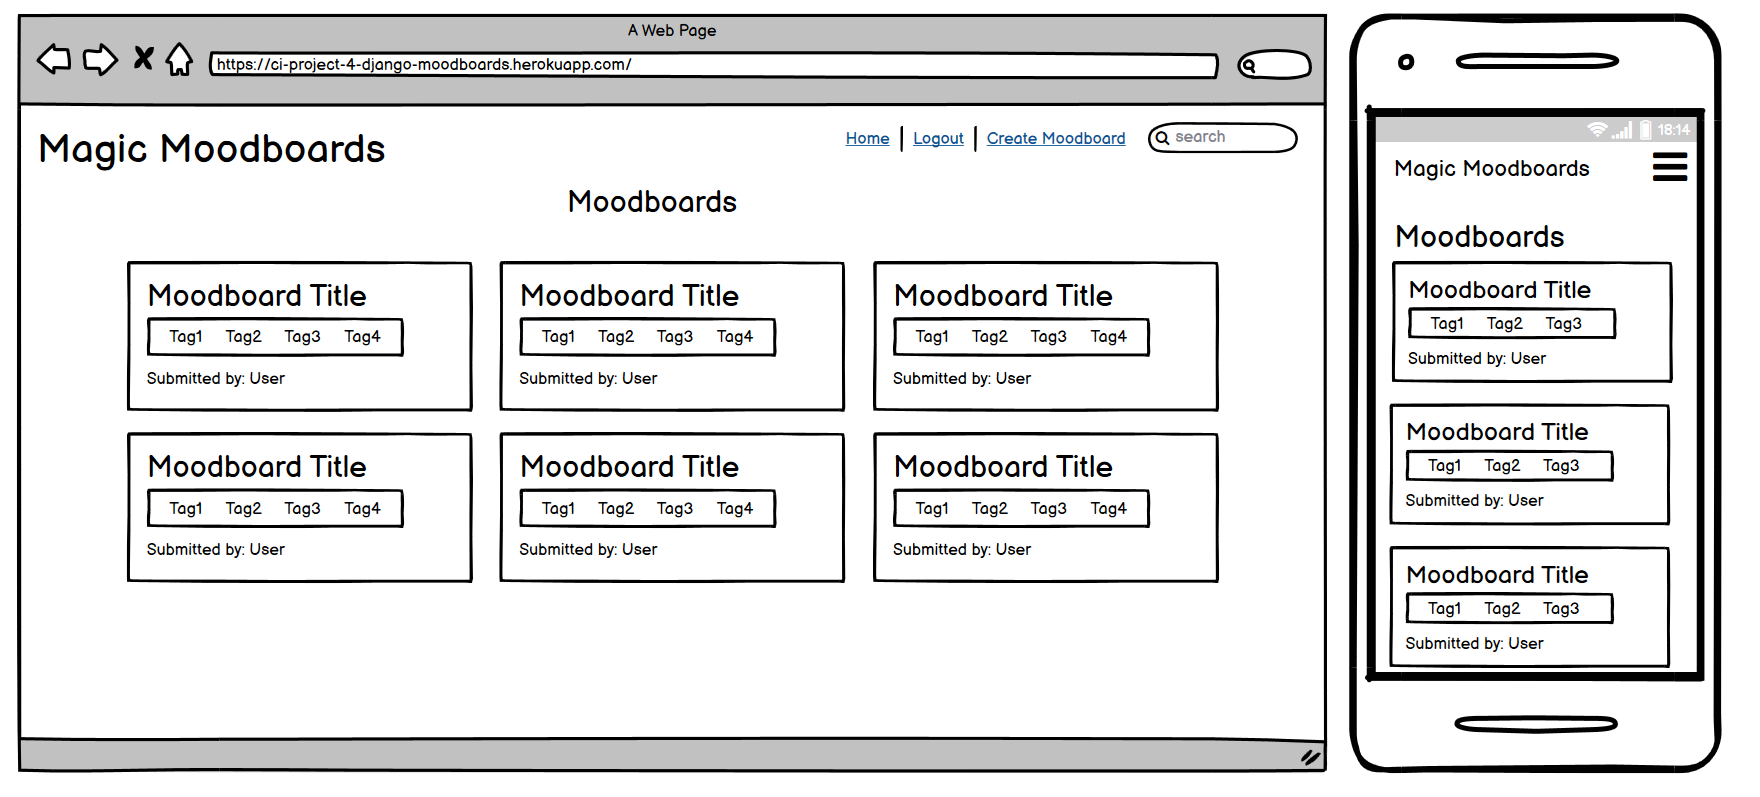 A Web Page
https://ci-project-4-django-moodboards.herokuapp.com/
Magic Moodboards
Home | Logout | Create Moodboard
search
Moodboards
Moodboard Title
Tag1 Tag2 Tag3 Tag4
Submitted by: User
Moodboard Title
Tag1 Tag2 Tag3 Tag4
Submitted by: User
Moodboard Title
Tag1 Tag2 Tag3 Tag4
Submitted by: User
Moodboard Title
Tag1 Tag2 Tag3 Tag4
Submitted by: User
Moodboard Title
Tag1 Tag2 Tag3 Tag4
Submitted by: User
Moodboard Title
Tag1 Tag2 Tag3 Tag4
Submitted by: User
18:14
Magic Moodboards
Moodboards
Moodboard Title
Tag1 Tag2 Tag3
Submitted by: User
Moodboard Title
Tag1 Tag2 Tag3
Submitted by: User
Moodboard Title
Tag1 Tag2 Tag3
Submitted by: User